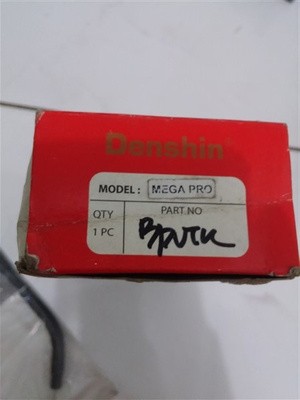 Denshin
MODEL: MEGA PRO
QTY PART.NO
1 PC